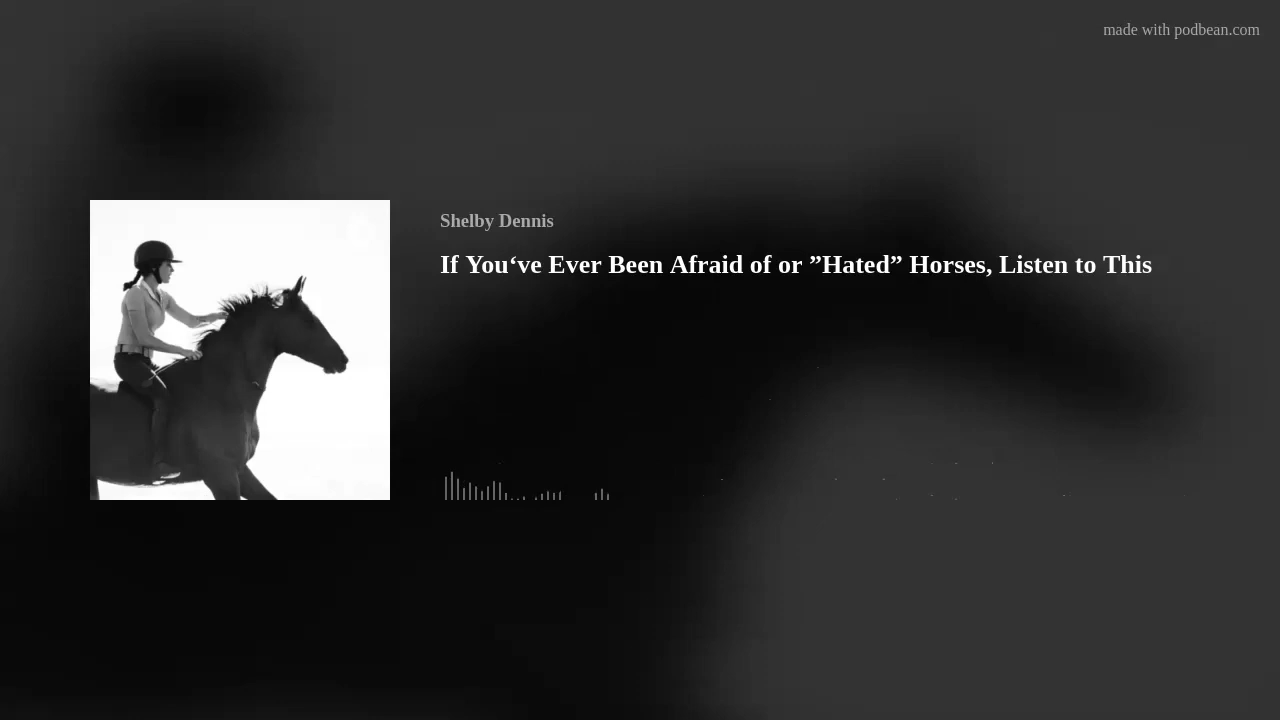 made with podbean.com
Shelby Dennis
If You‘ve Ever Been Afraid of or ”Hated” Horses, Listen to This